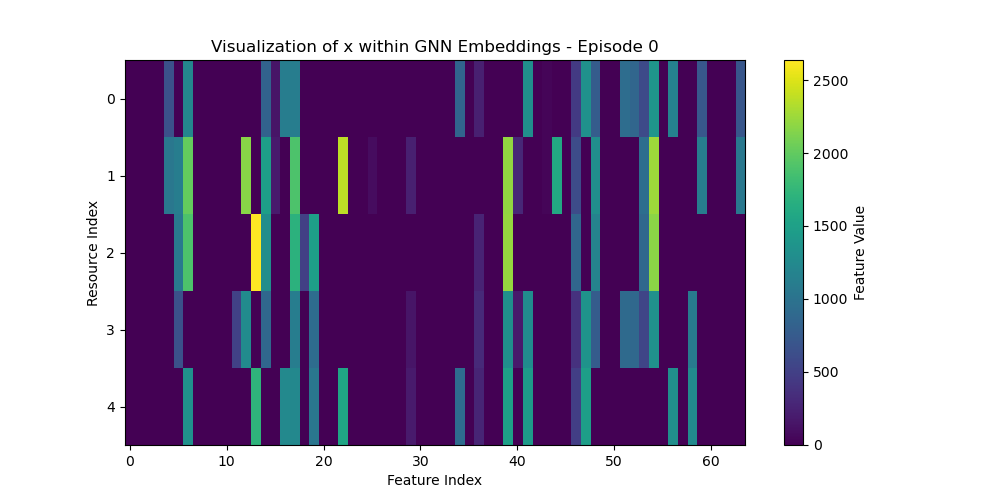 Visualization of x within GNN Embeddings - Episode 0
Resource Index
0
1
2
3
4
0 10 20 30 40 50 60
Feature Index
2500
2000
1500
1000
500
0
Feature Value